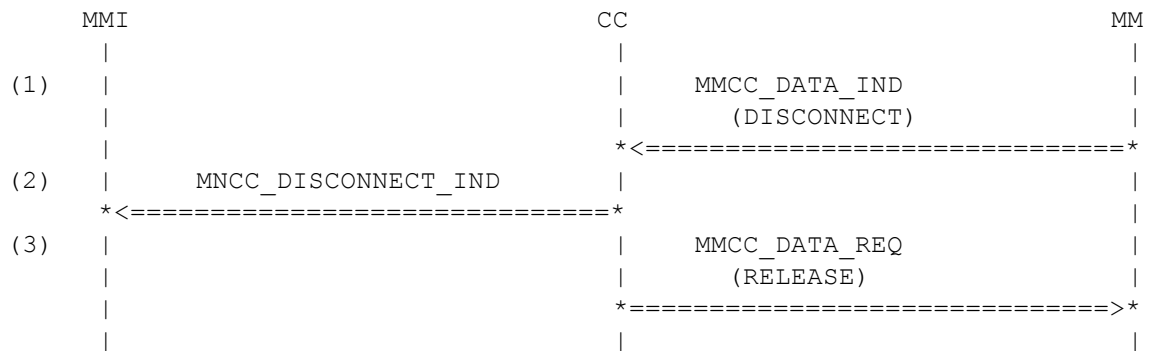 MMI CC MM
| | |
(1) | | MMCC_DATA_IND |
| | (DISCONNECT) |
| *<==============================*
(2) | MNCC_DISCONNECT_IND | |
*<==============================* |
(3) | | MMCC_DATA_REQ |
| | (RELEASE) |
| *==============================>*
| | |